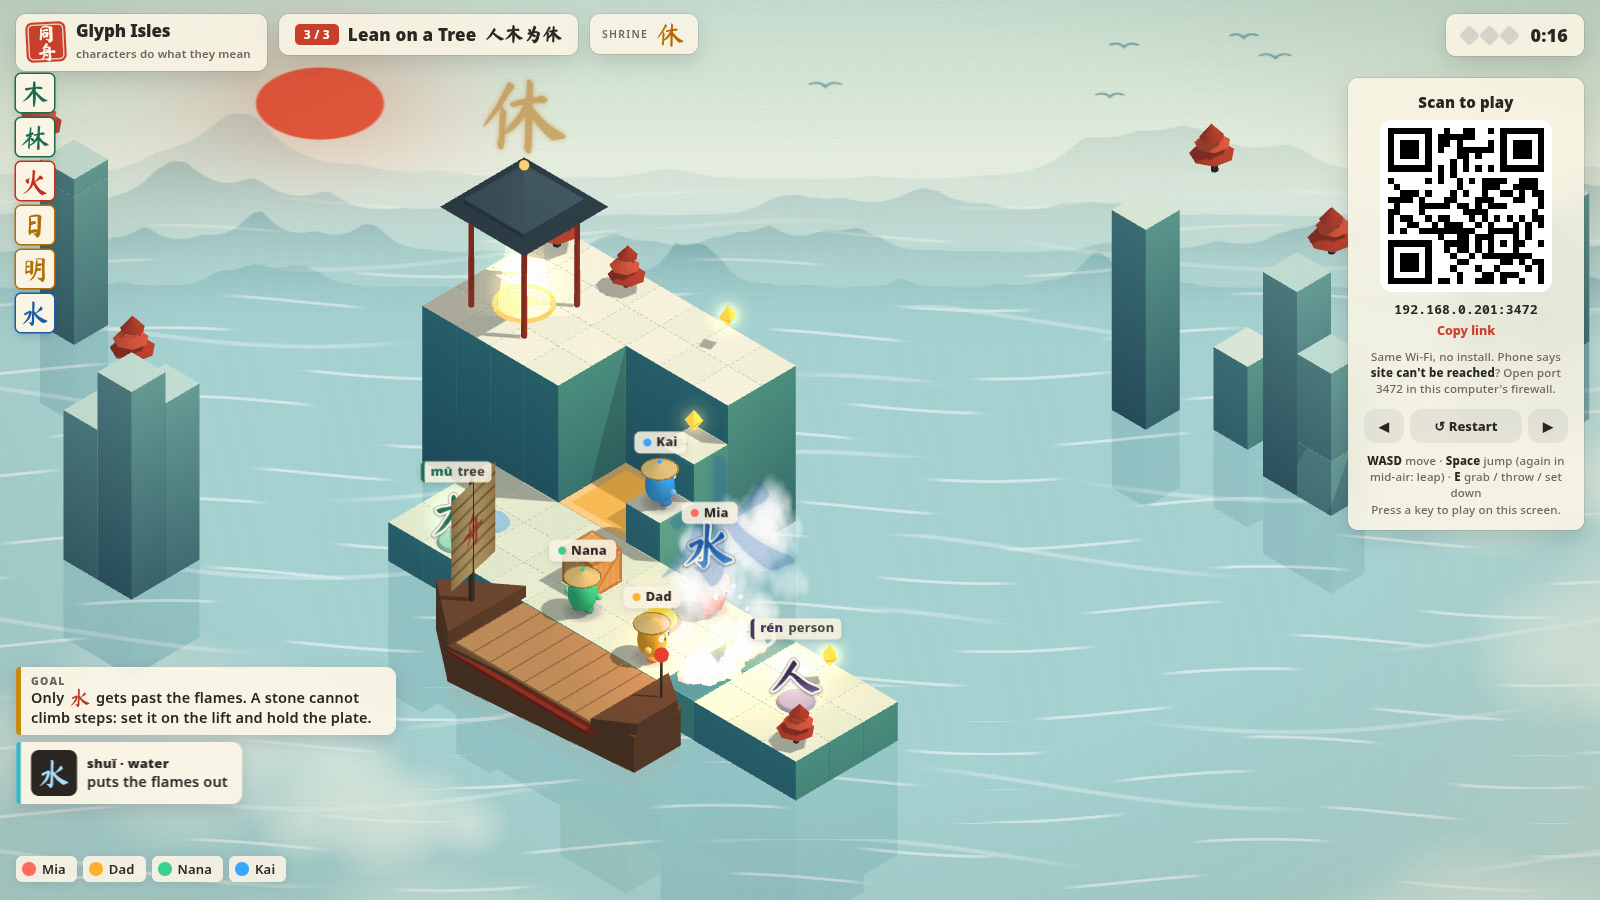 同舟
Glyph Isles
characters do what they mean
3 / 3 Lean on a Tree 人木为休
SHRINE 休
0:16
木
林
火
日
明
水
休
Scan to play
192.168.0.201:3472
Copy link
Same Wi-Fi, no install. Phone says
site can't be reached? Open port
3472 in this computer's firewall.
◀ ↺ Restart ▶
WASD move · Space jump (again in
mid-air: leap) · E grab / throw / set
down
Press a key to play on this screen.
Kai
mù tree
Mia
水
Nana
Dad
rén person
人
GOAL
Only 水 gets past the flames. A stone cannot
climb steps: set it on the lift and hold the plate.
水
shuǐ · water
puts the flames out
Mia
Dad
Nana
Kai